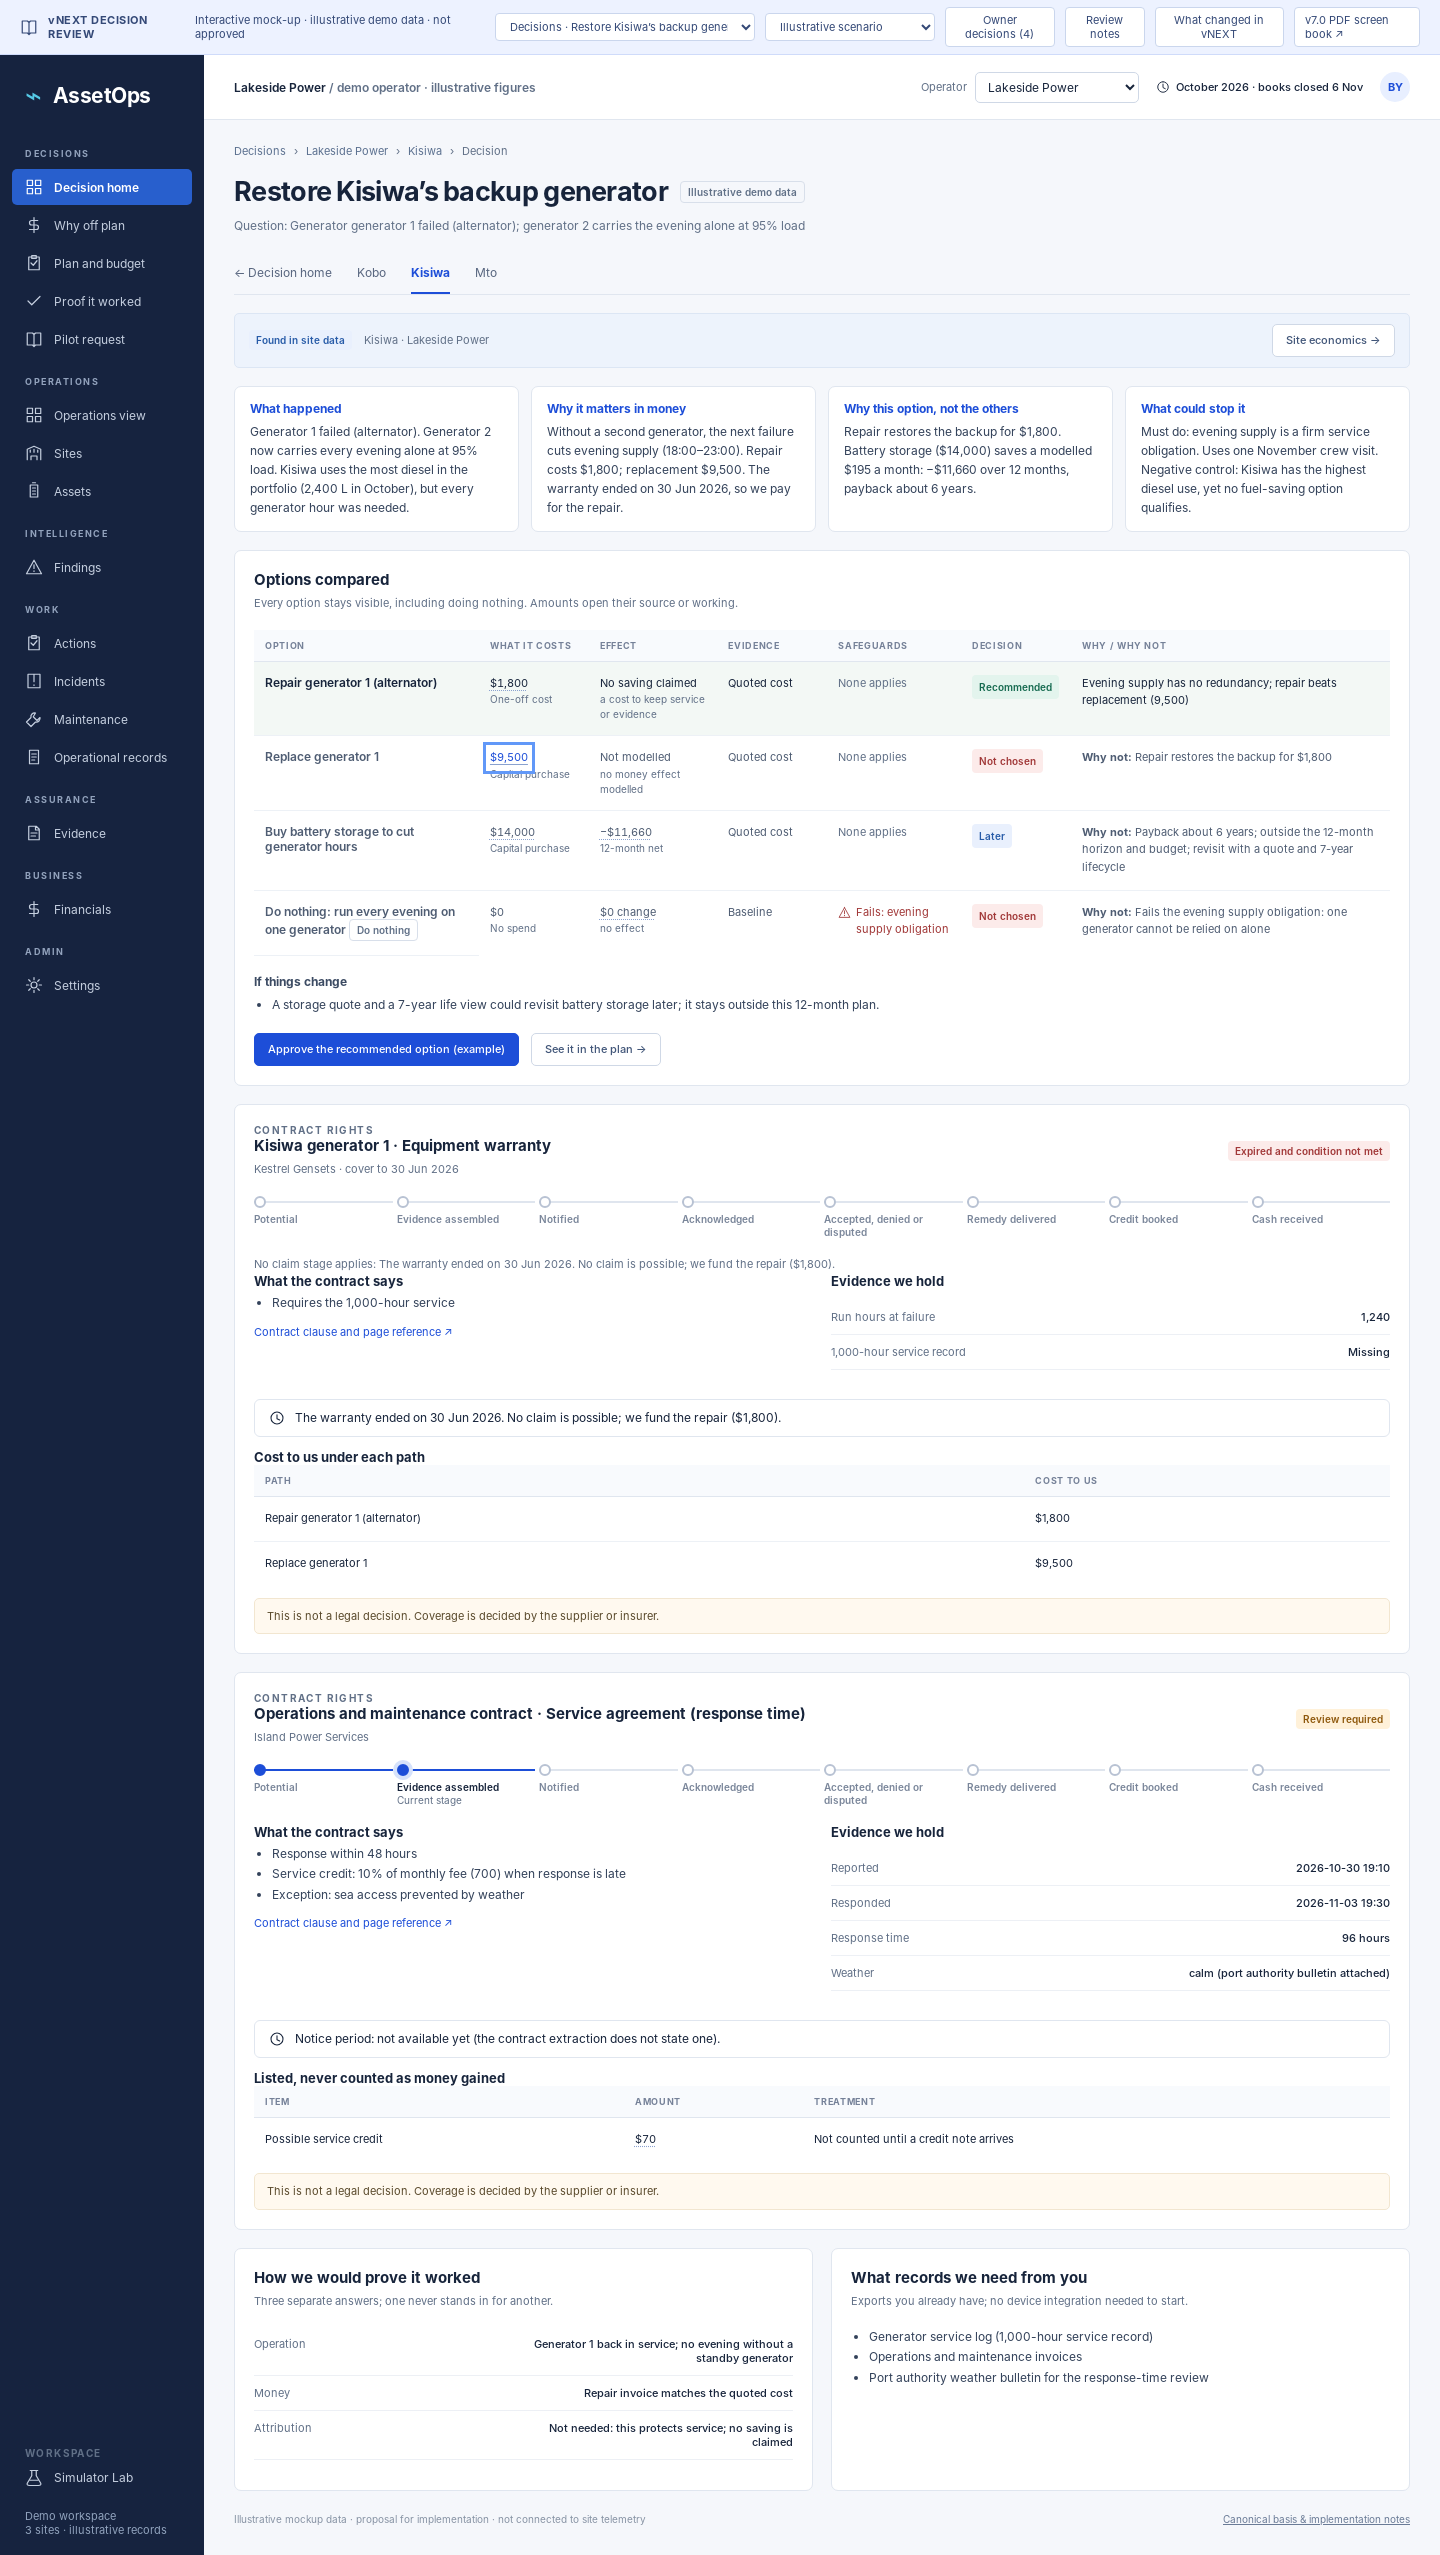 vNEXT DECISION REVIEW
Interactive mock-up · illustrative demo data · not approved
Decisions · Restore Kisiwa's backup gene
Illustrative scenario
Owner decisions (4)
Review notes
What changed in vNEXT
v7.0 PDF screen book ↗
AssetOps
DECISIONS
Decision home
Why off plan
Plan and budget
Proof it worked
Pilot request
OPERATIONS
Operations view
Sites
Assets
INTELLIGENCE
Findings
WORK
Actions
Incidents
Maintenance
Operational records
ASSURANCE
Evidence
BUSINESS
Financials
ADMIN
Settings
WORKSPACE
Simulator Lab
Demo workspace
3 sites · illustrative records
Lakeside Power / demo operator · illustrative figures
Operator
Lakeside Power
October 2026 · books closed 6 Nov
BY
Decisions › Lakeside Power › Kisiwa › Decision
Restore Kisiwa's backup generator
Illustrative demo data
Question: Generator generator 1 failed (alternator); generator 2 carries the evening alone at 95% load
← Decision home
Kobo
Kisiwa
Mto
Found in site data
Kisiwa · Lakeside Power
Site economics →
What happened
Generator 1 failed (alternator). Generator 2
now carries every evening alone at 95%
load. Kisiwa uses the most diesel in the
portfolio (2,400 L in October), but every
generator hour was needed.
Why it matters in money
Without a second generator, the next failure
cuts evening supply (18:00–23:00). Repair
costs $1,800; replacement $9,500. The
warranty ended on 30 Jun 2026, so we pay
for the repair.
Why this option, not the others
Repair restores the backup for $1,800.
Battery storage ($14,000) saves a modelled
$195 a month: −$11,660 over 12 months,
payback about 6 years.
What could stop it
Must do: evening supply is a firm service
obligation. Uses one November crew visit.
Negative control: Kisiwa has the highest
diesel use, yet no fuel-saving option
qualifies.
Options compared
Every option stays visible, including doing nothing. Amounts open their source or working.
OPTION WHAT IT COSTS EFFECT EVIDENCE SAFEGUARDS DECISION WHY / WHY NOT
Repair generator 1 (alternator)
$1,800
One-off cost
No saving claimed
a cost to keep service
or evidence
Quoted cost
None applies
Recommended
Evening supply has no redundancy; repair beats
replacement (9,500)
Replace generator 1
$9,500
Capital purchase
Not modelled
no money effect
modelled
Quoted cost
None applies
Not chosen
Why not: Repair restores the backup for $1,800
Buy battery storage to cut
generator hours
$14,000
Capital purchase
−$11,660
12-month net
Quoted cost
None applies
Later
Why not: Payback about 6 years; outside the 12-month
horizon and budget; revisit with a quote and 7-year
lifecycle
Do nothing: run every evening on
one generator Do nothing
$0
No spend
$0 change
no effect
Baseline
Fails: evening
supply obligation
Not chosen
Why not: Fails the evening supply obligation: one
generator cannot be relied on alone
If things change
• A storage quote and a 7-year life view could revisit battery storage later; it stays outside this 12-month plan.
Approve the recommended option (example)
See it in the plan →
CONTRACT RIGHTS
Kisiwa generator 1 · Equipment warranty
Kestrel Gensets · cover to 30 Jun 2026
Expired and condition not met
Potential
Evidence assembled
Notified
Acknowledged
Accepted, denied or
disputed
Remedy delivered
Credit booked
Cash received
No claim stage applies: The warranty ended on 30 Jun 2026. No claim is possible; we fund the repair ($1,800).
What the contract says
• Requires the 1,000-hour service
Contract clause and page reference ↗
Evidence we hold
Run hours at failure 1,240
1,000-hour service record Missing
The warranty ended on 30 Jun 2026. No claim is possible; we fund the repair ($1,800).
Cost to us under each path
PATH COST TO US
Repair generator 1 (alternator) $1,800
Replace generator 1 $9,500
This is not a legal decision. Coverage is decided by the supplier or insurer.
CONTRACT RIGHTS
Operations and maintenance contract · Service agreement (response time)
Island Power Services
Review required
Potential
Evidence assembled
Current stage
Notified
Acknowledged
Accepted, denied or
disputed
Remedy delivered
Credit booked
Cash received
What the contract says
• Response within 48 hours
• Service credit: 10% of monthly fee (700) when response is late
• Exception: sea access prevented by weather
Contract clause and page reference ↗
Evidence we hold
Reported 2026-10-30 19:10
Responded 2026-11-03 19:30
Response time 96 hours
Weather calm (port authority bulletin attached)
Notice period: not available yet (the contract extraction does not state one).
Listed, never counted as money gained
ITEM AMOUNT TREATMENT
Possible service credit $70 Not counted until a credit note arrives
This is not a legal decision. Coverage is decided by the supplier or insurer.
How we would prove it worked
Three separate answers; one never stands in for another.
Operation Generator 1 back in service; no evening without a
standby generator
Money Repair invoice matches the quoted cost
Attribution Not needed: this protects service; no saving is
claimed
What records we need from you
Exports you already have; no device integration needed to start.
• Generator service log (1,000-hour service record)
• Operations and maintenance invoices
• Port authority weather bulletin for the response-time review
Illustrative mockup data · proposal for implementation · not connected to site telemetry
Canonical basis & implementation notes